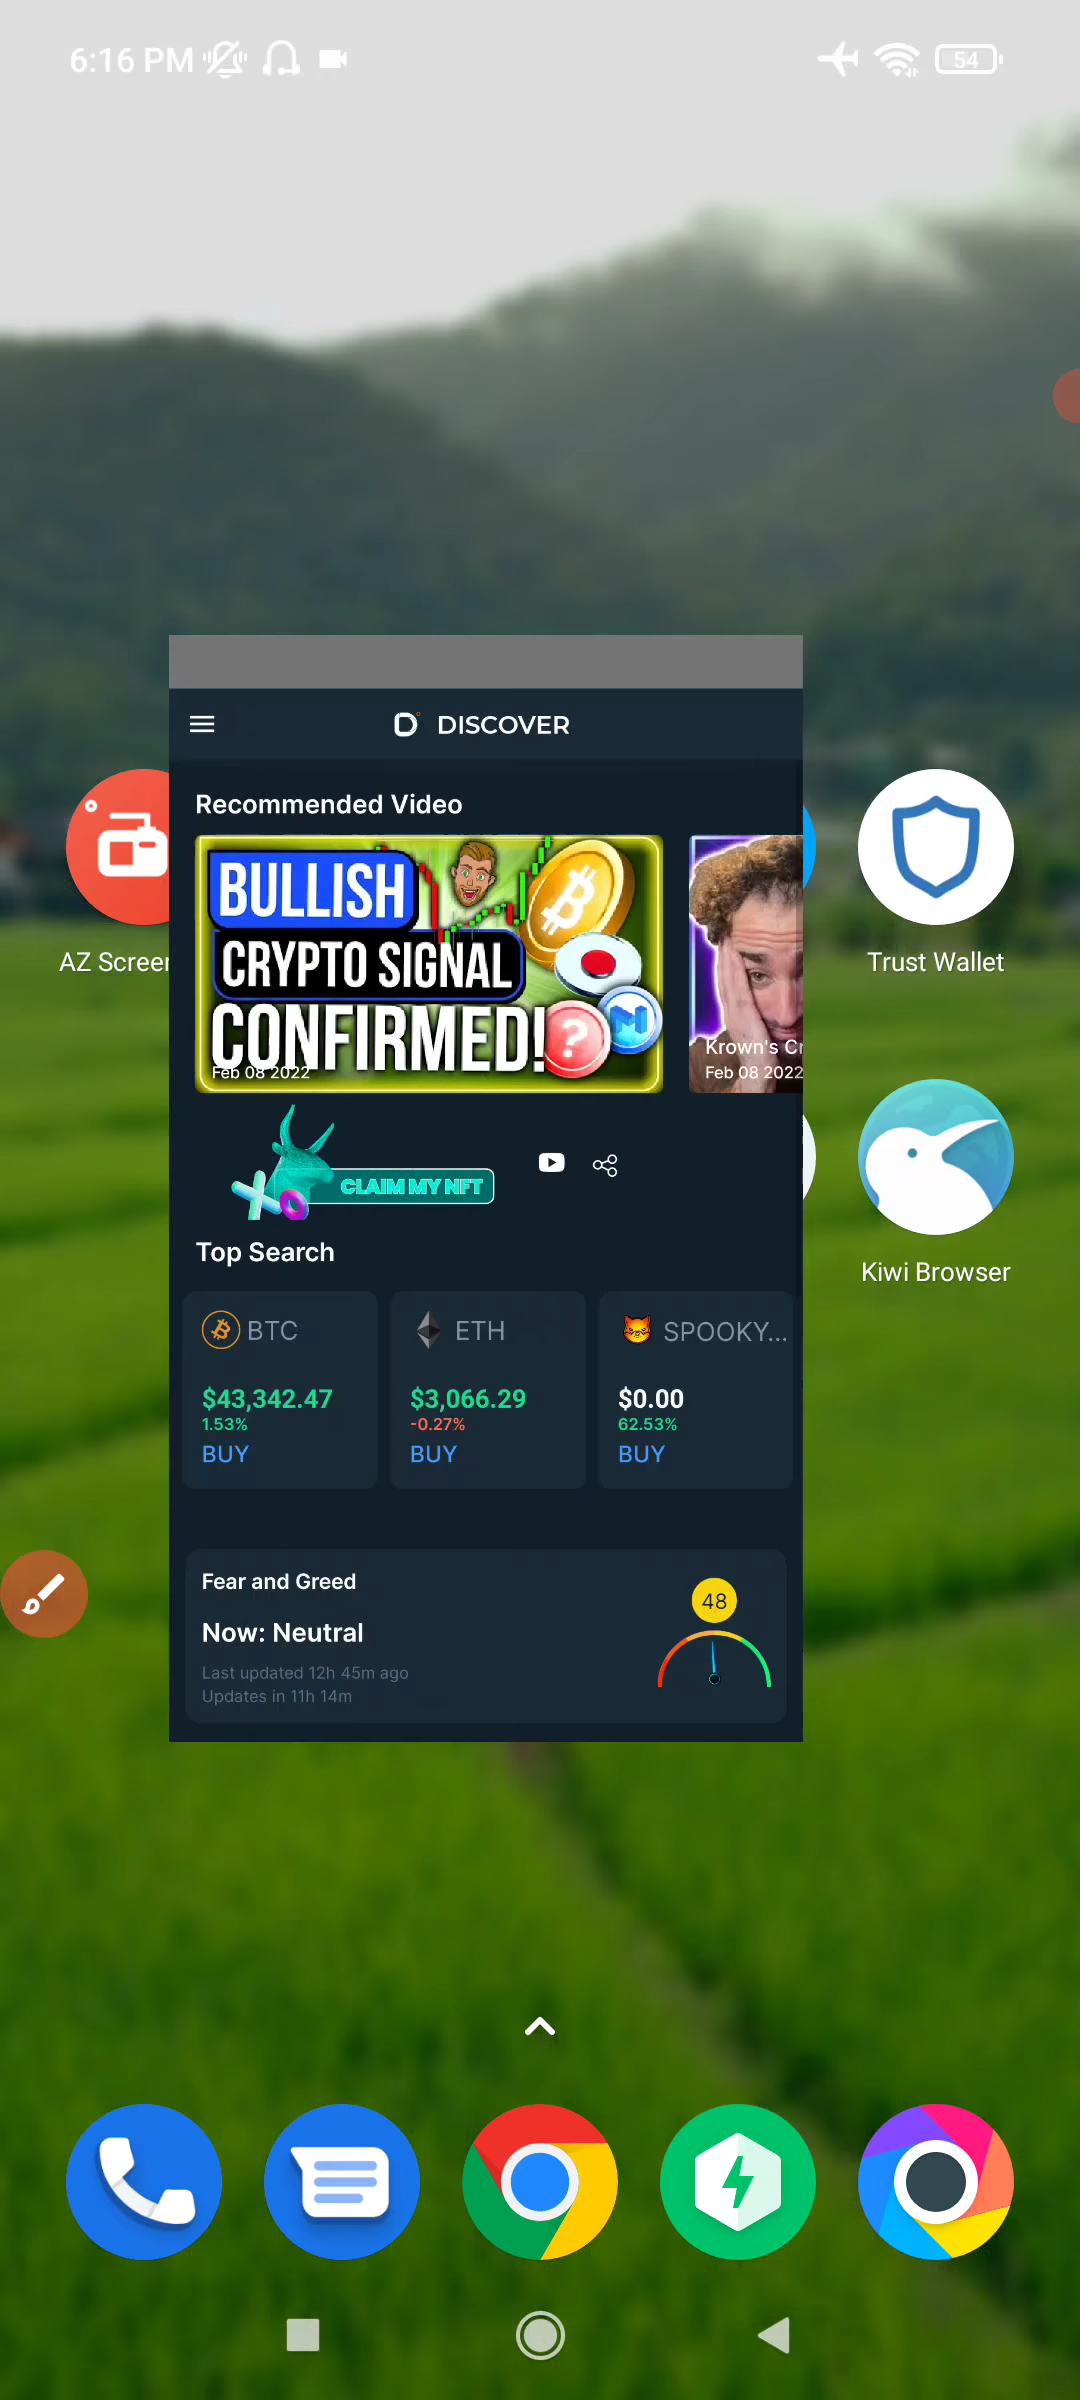 6:16 PM
54
DISCOVER
Recommended Video
BULLISH
CRYPTO SIGNAL
CONFIRMED!
?
Feb 08 2022
Krown's Cr
Feb 08 2022
CLAIM MY NFT
Top Search
BTC
$43,342.47
1.53%
BUY
ETH
$3,066.29
-0.27%
BUY
SPOOKY...
$0.00
62.53%
BUY
Fear and Greed
Now: Neutral
Last updated 12h 45m ago
Updates in 11h 14m
48
AZ Screen
Trust Wallet
Kiwi Browser